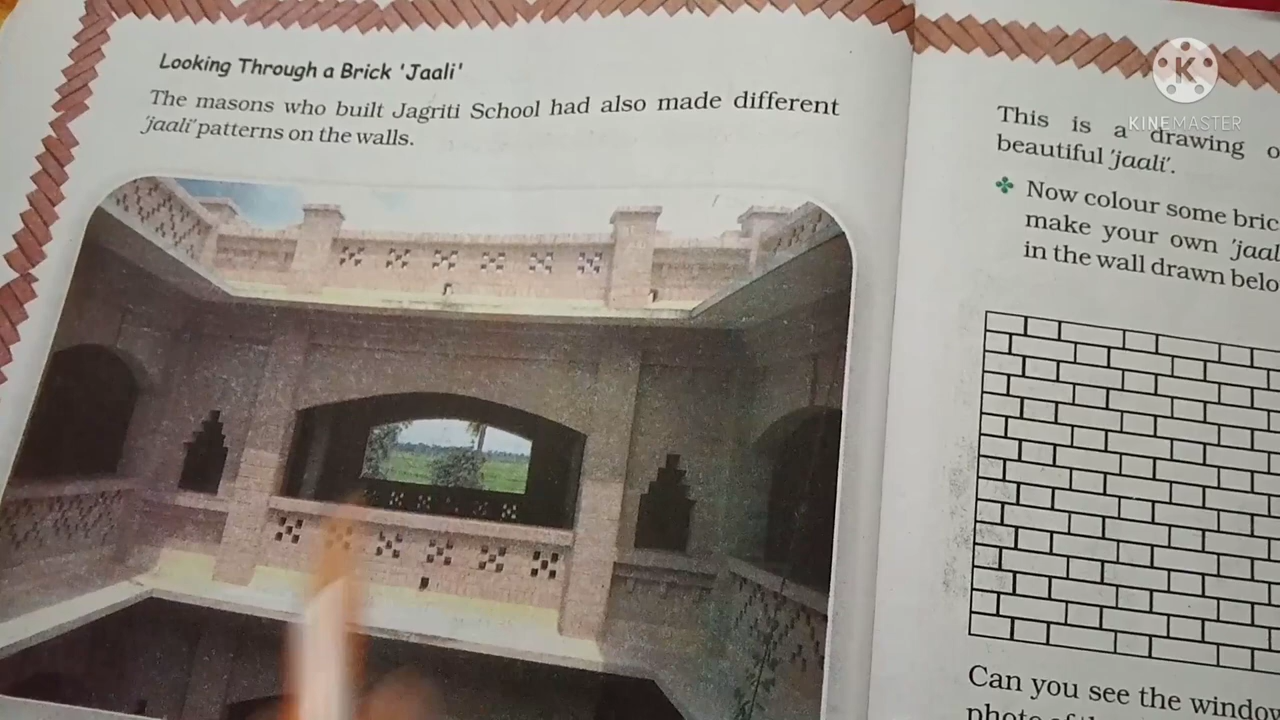 Looking Through a Brick 'Jaali'
The masons who built Jagriti School had also made different
'jaali' patterns on the walls.
This is a drawing
beautiful 'jaali'.
Now colour some
make your own
in the wall drawn
Can you see the
K
KINEMASTER